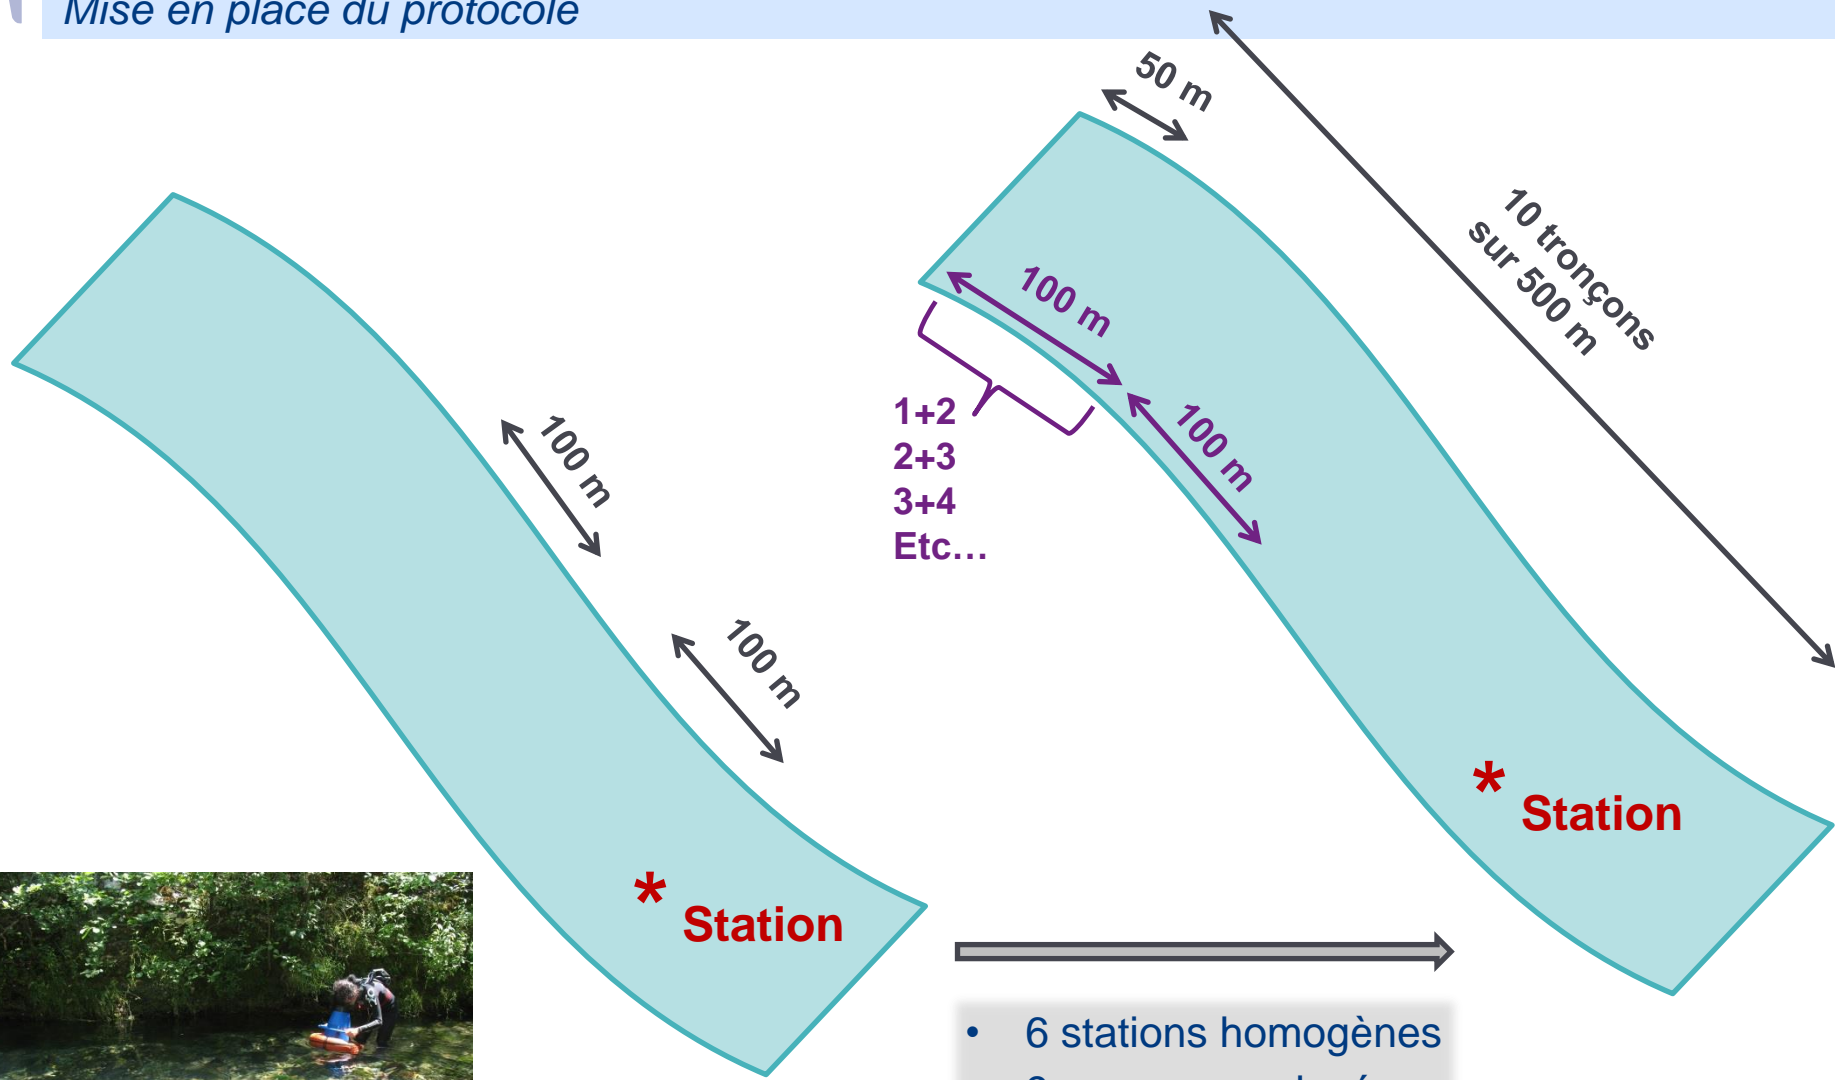 Mise en place du protocole
50 m
10 tronçons
sur 500 m
100 m
100 m
1+2
2+3
3+4
Etc…
100 m
100 m
* Station
* Station
• 6 stations homogènes